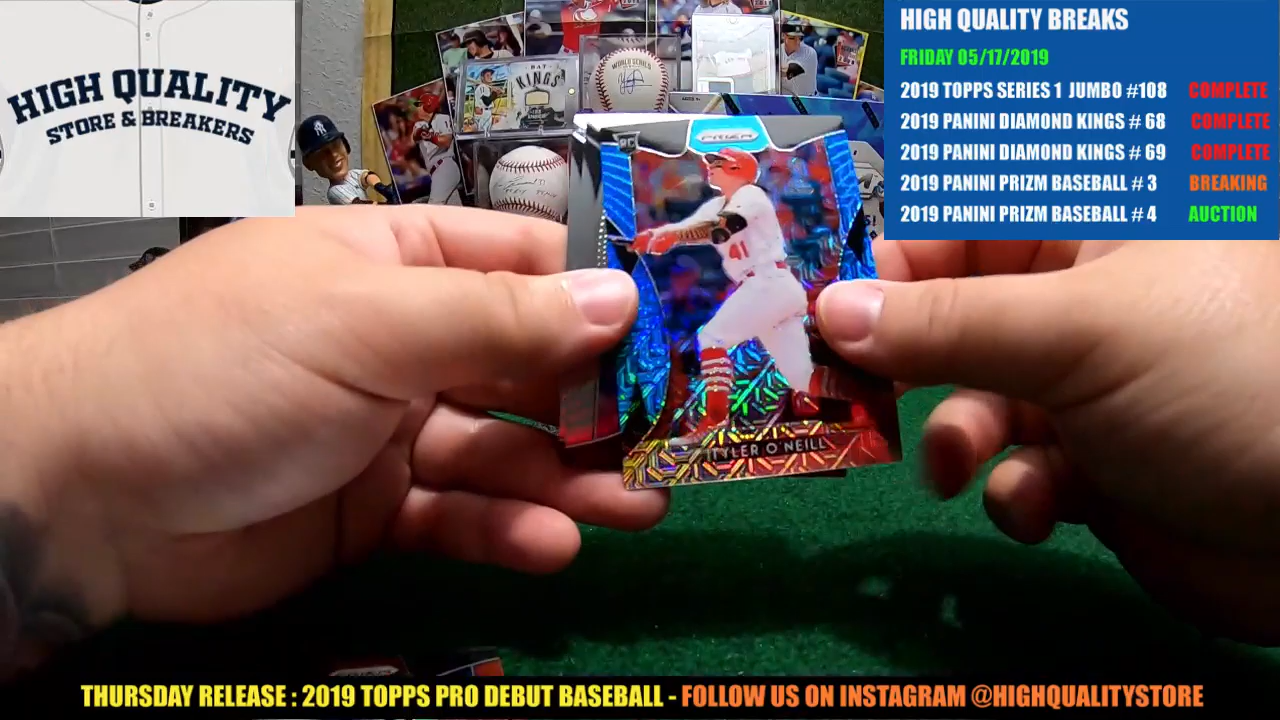 HIGH QUALITY
STORE & BREAKERS
HIGH QUALITY BREAKS
FRIDAY 05/17/2019
2019 TOPPS SERIES 1 JUMBO #108 COMPLETE
2019 PANINI DIAMOND KINGS # 68 COMPLETE
2019 PANINI DIAMOND KINGS # 69 COMPLETE
2019 PANINI PRIZM BASEBALL # 3 BREAKING
2019 PANINI PRIZM BASEBALL # 4 AUCTION
BAT
KINGS
RC
PRIZM
41
TYLER O'NEILL
THURSDAY RELEASE : 2019 TOPPS PRO DEBUT BASEBALL - FOLLOW US ON INSTAGRAM @HIGHQUALITYSTORE